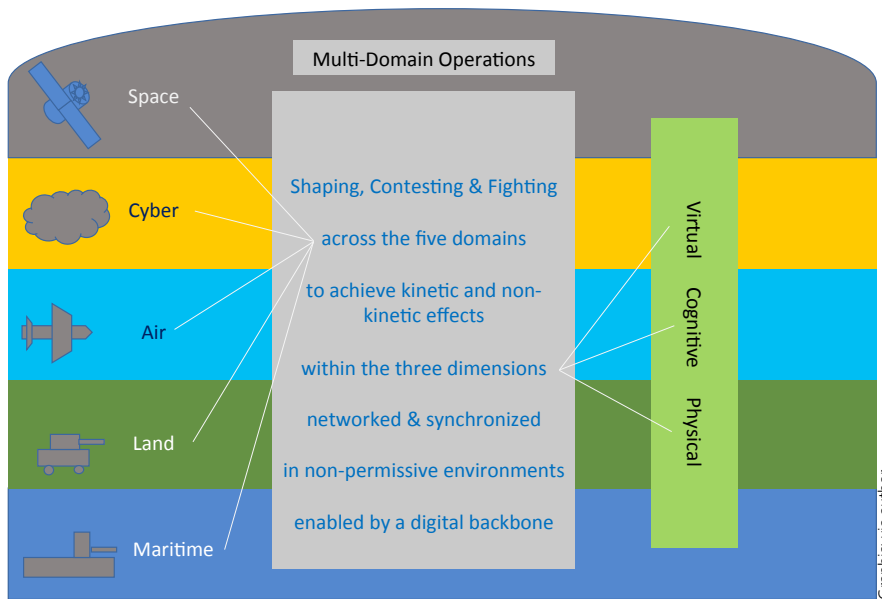 Multi-Domain Operations
Space
Cyber
Air
Land
Maritime
Shaping, Contesting & Fighting
across the five domains
to achieve kinetic and non-
kinetic effects
within the three dimensions
networked & synchronized
in non-permissive environments
enabled by a digital backbone
Virtual
Cognitive
Physical